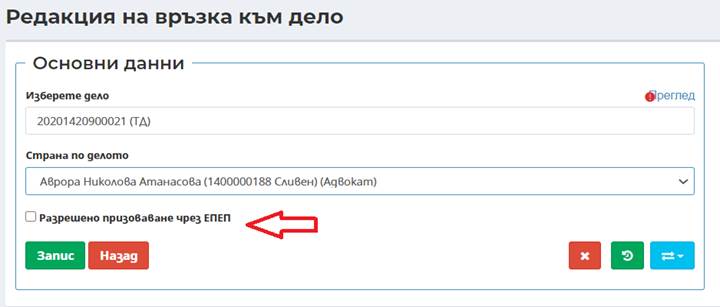 Редакция на връзка към дело
Основни данни
Изберете дело
Преглед
20201420900021 (ТД)
Страна по делото
Аврора Николова Атанасова (1400000188 Сливен) (Адвокат)
Разрешено призоваване чрез ЕПЕП
Запис Назад